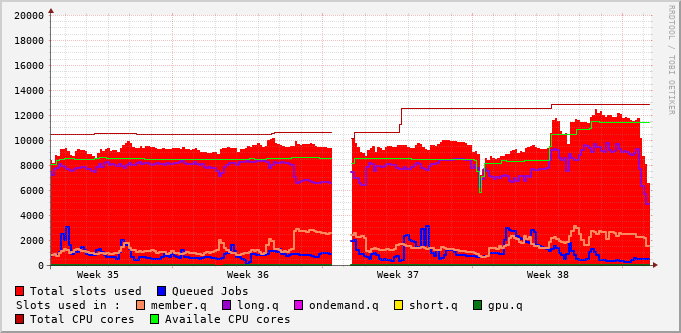 20000
18000
16000
14000
12000
10000
8000
6000
4000
2000
0
Week 35 Week 36 Week 37 Week 38
RRDTOOL / TOBI OETIKER
Total slots used Queued Jobs
Slots used in : member.q long.q ondemand.q short.q gpu.q
Total CPU cores Availale CPU cores